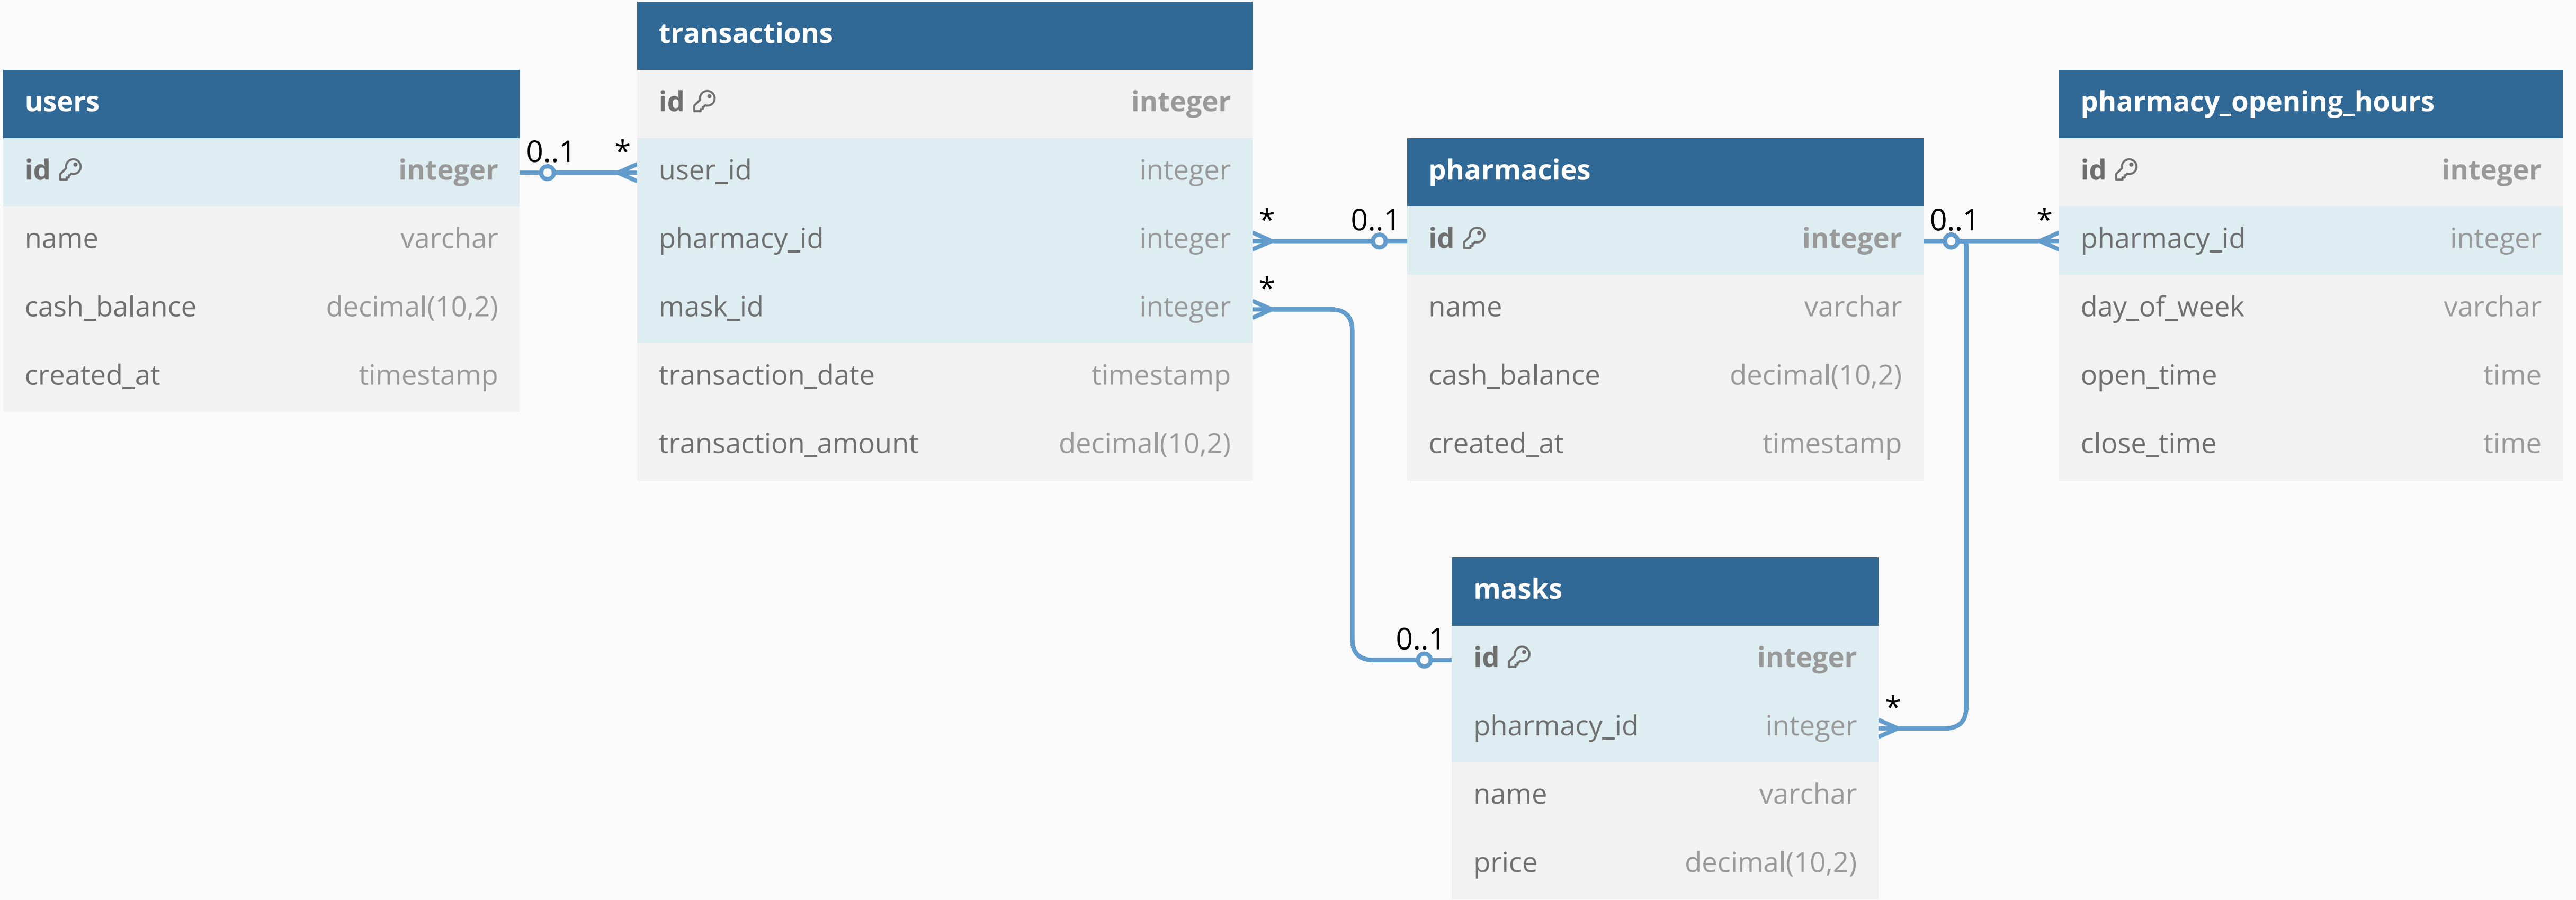 users
id integer
name varchar
cash_balance decimal(10,2)
created_at timestamp
0..1 *
transactions
id integer
user_id integer
pharmacy_id integer
mask_id integer
transaction_date timestamp
transaction_amount decimal(10,2)
* 0..1
* 0..1
pharmacies
id integer
name varchar
cash_balance decimal(10,2)
created_at timestamp
0..1 *
*
pharmacy_opening_hours
id integer
pharmacy_id integer
day_of_week varchar
open_time time
close_time time
masks
id integer
pharmacy_id integer
name varchar
price decimal(10,2)